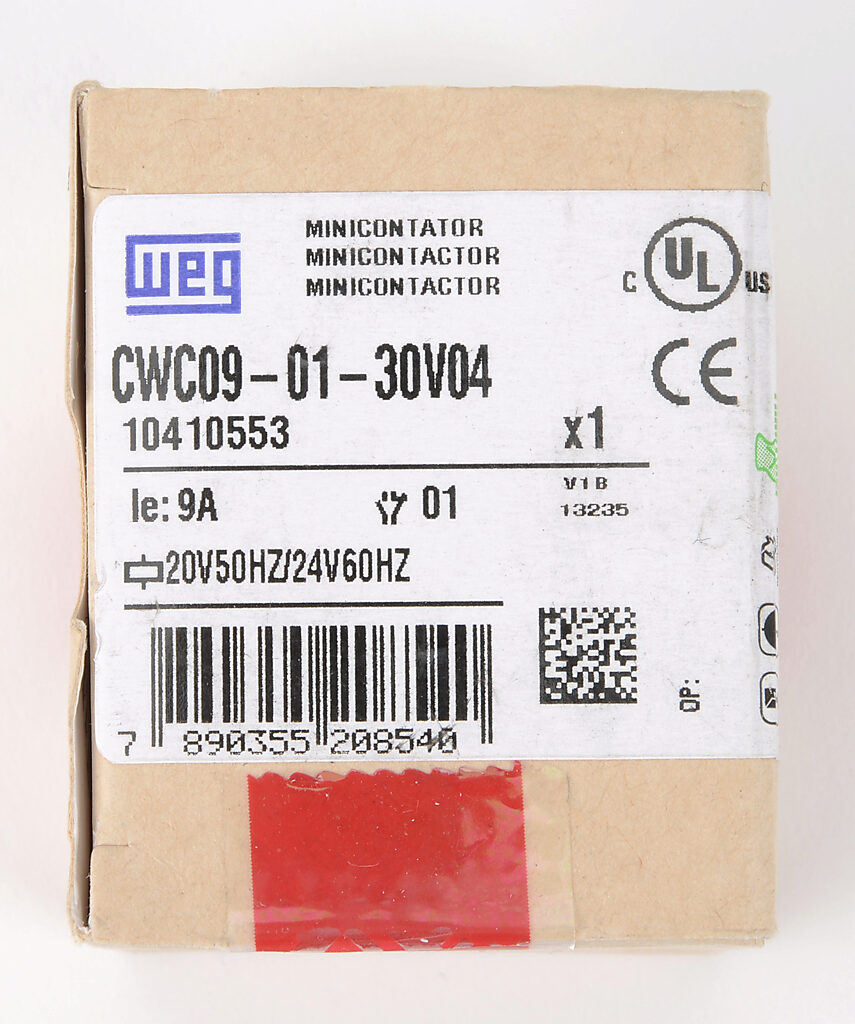 weg
MINICONTATOR
MINICONTACTOR
MINICONTACTOR
C UL US
CE
CWC09-01-30V04
10410553
x1
Ie: 9A
01
V1B
13235
20V50HZ/24V60HZ
DP:
7 890355 208540